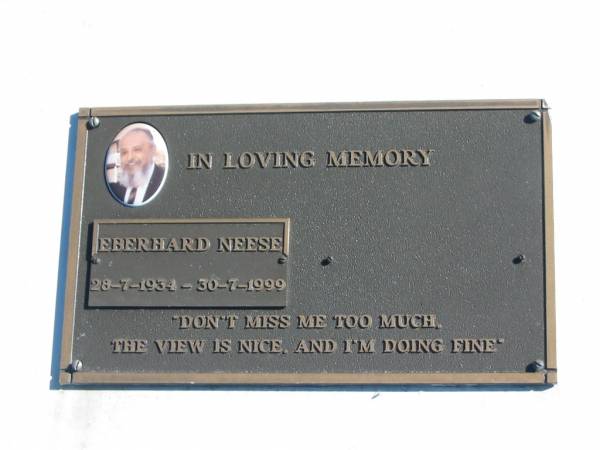 IN LOVING MEMORY
EBERHARD NEESE
28-7-1934 - 30-7-1999
"DON'T MISS ME TOO MUCH.
THE VIEW IS NICE, AND I'M DOING FINE"